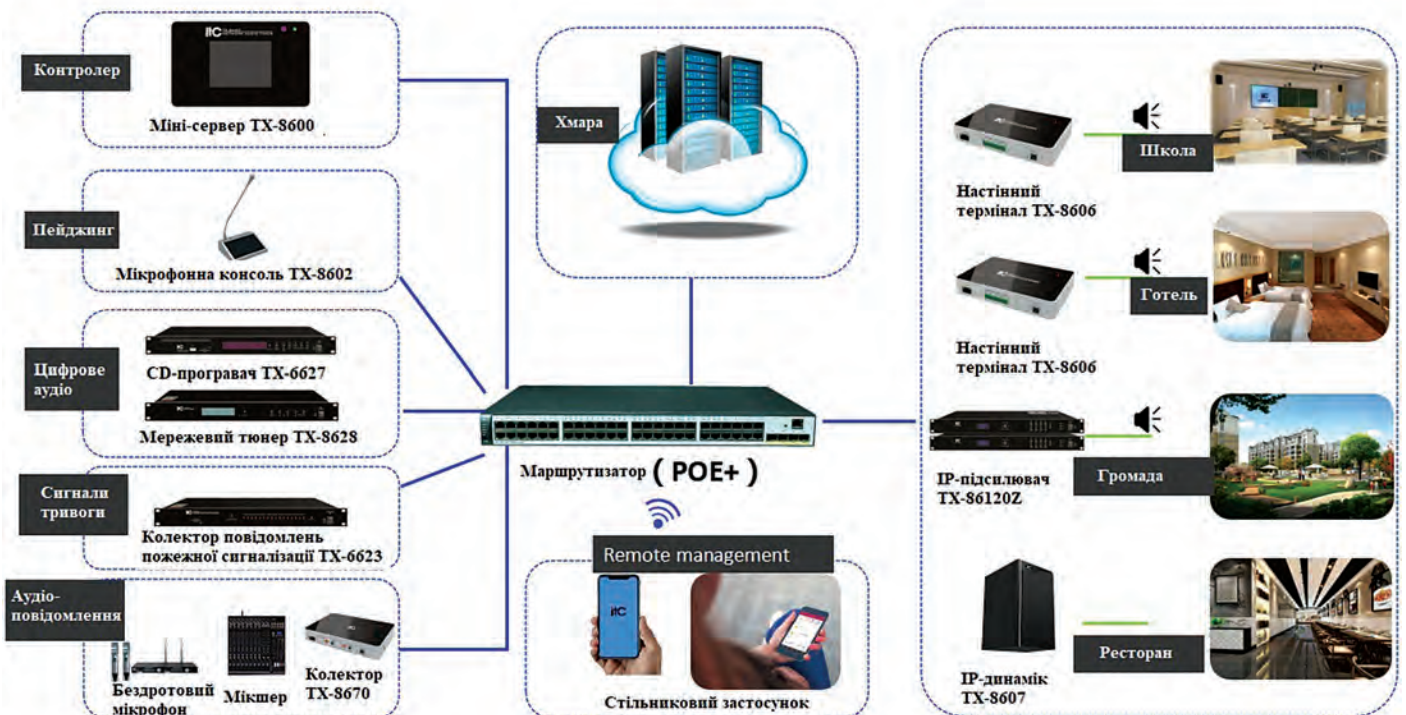 Контролер
itC
Міні-сервер TX-8600
Пейджинг
Мікрофонна консоль TX-8602
Цифрове
аудіо
CD-програвач TX-6627
Мережевий тюнер TX-8628
Сигнали
тривоги
Колектор повідомлень
пожежної сигналізації TX-6623
Аудіо-
повідомлення
Бездротовий
мікрофон
Мікшер
Колектор
TX-8670
Хмара
Маршрутизатор ( POE+ )
Remote management
itC
Стільниковий застосунок
Школа
Настінний
термінал TX-8606
Готель
Настінний
термінал TX-8606
Громада
IP-підсилювач
TX-86120Z
Ресторан
IP-динамік
TX-8607